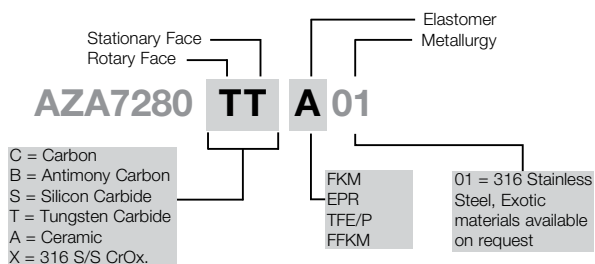 Elastomer
Stationary Face
Metallurgy
Rotary Face
AZA7280 TT A 01
C = Carbon
B = Antimony Carbon
S = Silicon Carbide
T = Tungsten Carbide
A = Ceramic
X = 316 S/S CrOx.
FKM
EPR
TFE/P
FFKM
01 = 316 Stainless
Steel, Exotic
materials available
on request